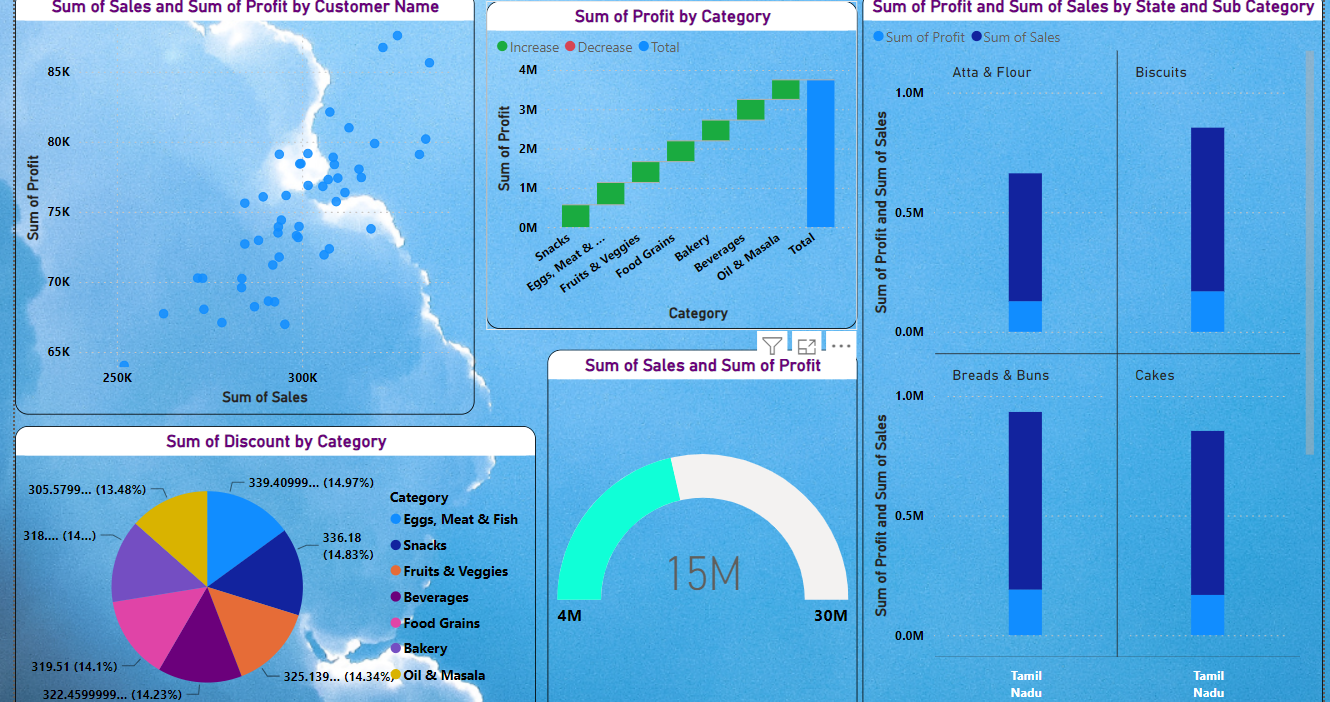 Sum of Sales and Sum of Profit by Customer Name
Sum of Profit
85K
80K
75K
70K
65K
250K
300K
Sum of Sales
Sum of Profit by Category
Increase
Decrease
Total
Sum of Profit
4M
3M
2M
1M
0M
Snacks
Eggs, Meat & ...
Fruits & Veggies
Food Grains
Bakery
Beverages
Oil & Masala
Total
Category
Sum of Profit and Sum of Sales by State and Sub Category
Sum of Profit
Sum of Sales
Sum of Profit and Sum of Sales
Atta & Flour
Biscuits
1.0M
0.5M
0.0M
Sum of Profit and Sum of Sales
Breads & Buns
Cakes
1.0M
0.5M
0.0M
Tamil
Nadu
Tamil
Nadu
Sum of Discount by Category
305.5799... (13.48%)
339.40999... (14.97%)
318.... (14...)
336.18
(14.83%)
319.51 (14.1%)
325.139... (14.34%)
322.4599999... (14.23%)
Category
Eggs, Meat & Fish
Snacks
Fruits & Veggies
Beverages
Food Grains
Bakery
Oil & Masala
Sum of Sales and Sum of Profit
15M
4M
30M